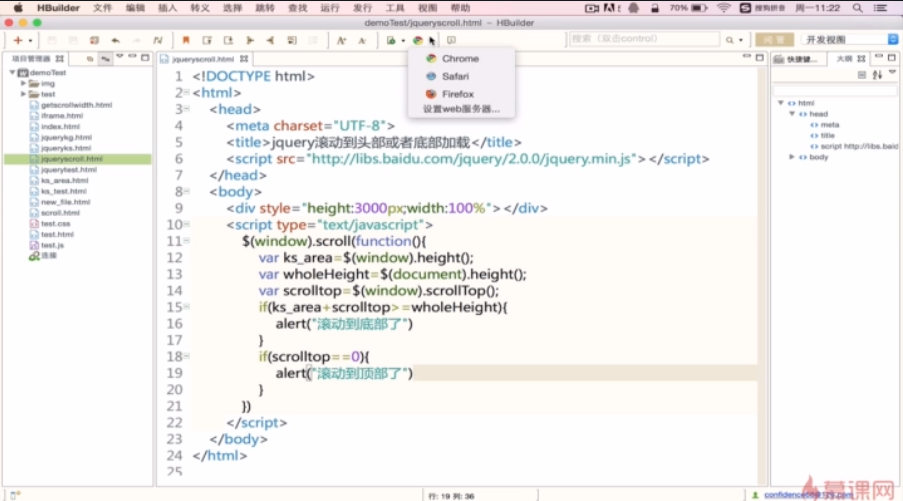 HBuilder 文件 编辑 插入 转义 选择 跳转 查找 运行 发行 工具 视图 帮助
70% 搜狗拼音 周一11:22
demoTest/jqueryscroll.html - HBuilder
搜索 (双击control)
开发视图
项目管理器
jqueryscroll.html
快捷键...
大纲
Chrome
Safari
Firefox
设置web服务器...
demoTest
img
test
getscrollwidth.html
iframe.html
index.html
jquerykg.html
jqueryks.html
jqueryscroll.html
jquerytest.html
ks_area.html
ks_test.html
new_file.html
scroll.html
test.css
test.html
test.js
连接
1 <!DOCTYPE html>
2 <html>
3 <head>
4 <meta charset="UTF-8">
5 <title>jquery滚动到头部或者底部加载</title>
6 <script src="http://libs.baidu.com/jquery/2.0.0/jquery.min.js"></script>
7 </head>
8 <body>
9 <div style="height:3000px;width:100%"></div>
10 <script type="text/javascript">
11 $(window).scroll(function(){
12 var ks_area=$(window).height();
13 var wholeHeight=$(document).height();
14 var scrolltop=$(window).scrollTop();
15 if(ks_area+scrolltop>=wholeHeight){
16 alert("滚动到底部了")
17 }
18 if(scrolltop==0){
19 alert("滚动到顶部了")
20 }
21 })
22 </script>
23 </body>
24 </html>
25
html
head
meta
title
script http://libs.bai
body
行: 19 列: 36
慕课网